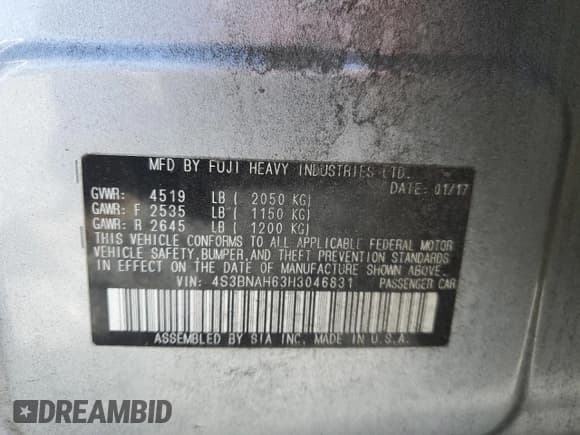 MFD BY FUJI HEAVY INDUSTRIES LTD.
DATE: 01/17
GVWR: 4519 LB ( 2050 KG)
GAWR: F 2535 LB( 1150 KG)
GAWR: R 2645 LB( 1200 KG)
THIS VEHICLE CONFORMS TO ALL APPLICABLE FEDERAL MOTOR
VEHICLE SAFETY,BUMPER,AND THEFT PREVENTION STANDARDS
IN EFFECT ON THE DATE OF MANUFACTURE SHOWN ABOVE.
VIN: 4S3BNAH63H3046831 PASSENGER CAR
ASSEMBLED BY SIA INC. MADE IN U.S.A.
DREAMBID